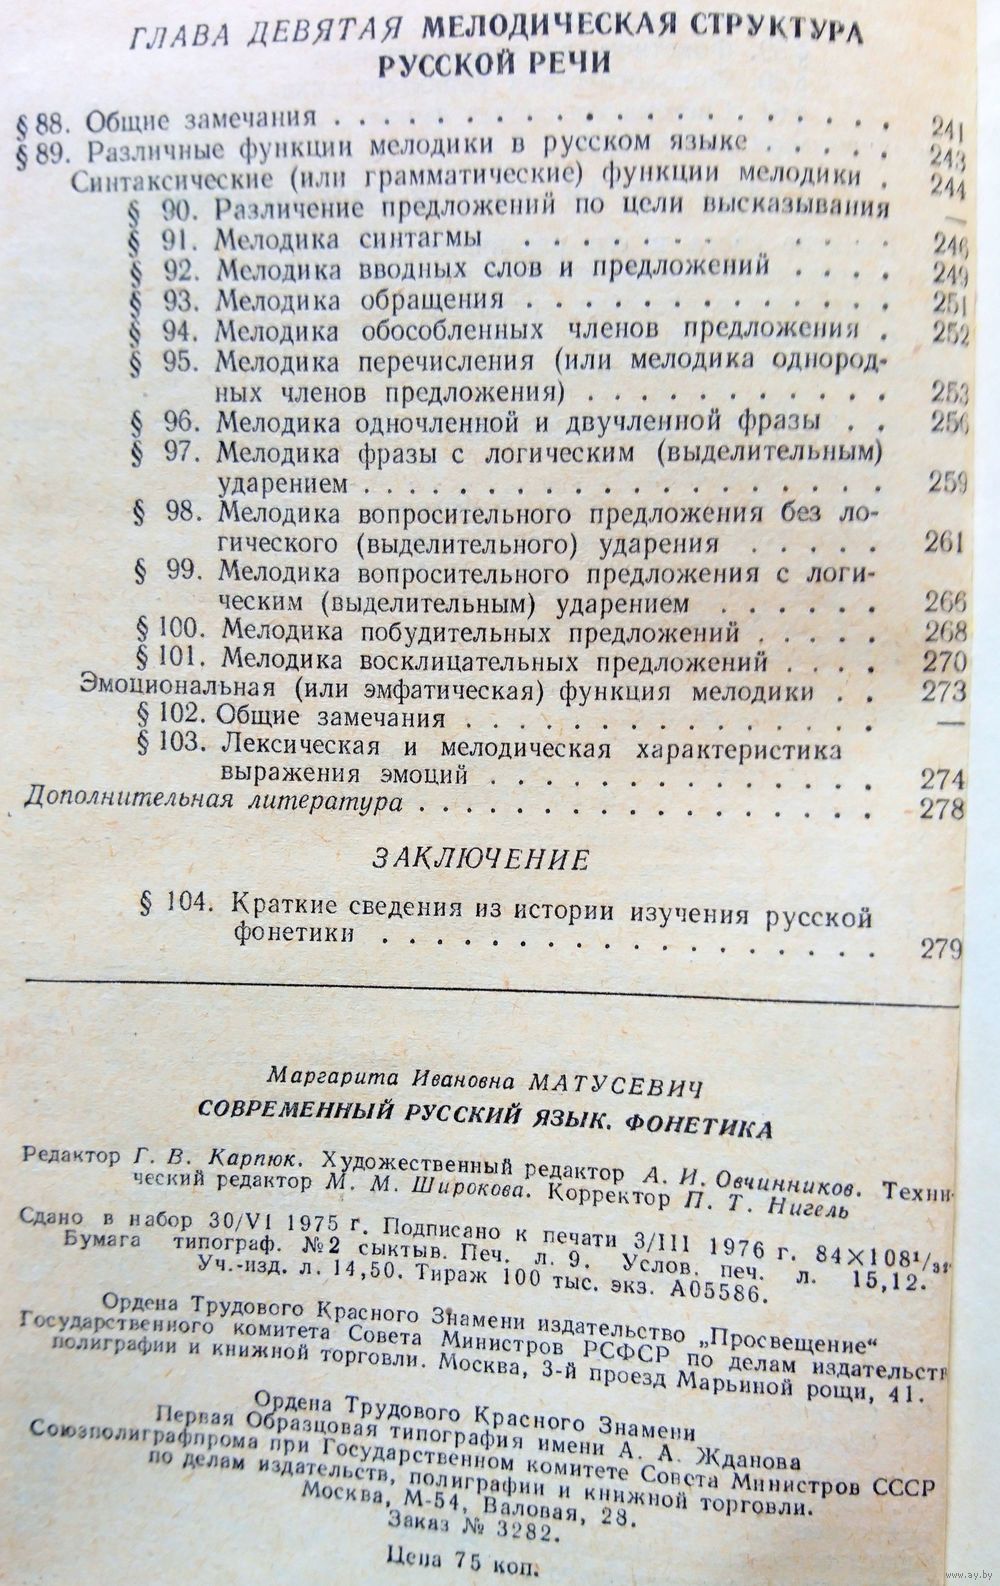 ГЛАВА ДЕВЯТАЯ МЕЛОДИЧЕСКАЯ СТРУКТУРА
РУССКОЙ РЕЧИ
§ 88. Общие замечания . . . . . . . . . . . . . . . . . . 241
§ 89. Различные функции мелодики в русском языке . . . . . 243
Синтаксические (или грамматические) функции мелодики . 244
§ 90. Различение предложений по цели высказывания —
§ 91. Мелодика синтагмы . . . . . . . . . . . 246
§ 92. Мелодика вводных слов и предложений . . . . 249
§ 93. Мелодика обращения . . . . . . . . . . . . 251
§ 94. Мелодика обособленных членов предложения . 252
§ 95. Мелодика перечисления (или мелодика однород-
ных членов предложения) . . . . . . . . . . 253
§ 96. Мелодика одночленной и двучленной фразы . . 256
§ 97. Мелодика фразы с логическим (выделительным)
ударением . . . . . . . . . . . . . . . . . 259
§ 98. Мелодика вопросительного предложения без ло-
гического (выделительного) ударения . . . . . 261
§ 99. Мелодика вопросительного предложения с логи-
ческим (выделительным) ударением . . . . . . 266
§ 100. Мелодика побудительных предложений . . . . . 268
§ 101. Мелодика восклицательных предложений . . . . 270
Эмоциональная (или эмфатическая) функция мелодики . . 273
§ 102. Общие замечания . . . . . . . . . . . . . . —
§ 103. Лексическая и мелодическая характеристика
выражения эмоций . . . . . . . . . . . . . 274
Дополнительная литература . . . . . . . . . . . . . . . 278
ЗАКЛЮЧЕНИЕ
§ 104. Краткие сведения из истории изучения русской
фонетики . . . . . . . . . . . . . . . . . . 279
Маргарита Ивановна МАТУСЕВИЧ
СОВРЕМЕННЫЙ РУССКИЙ ЯЗЫК. ФОНЕТИКА
Редактор Г. В. Карпюк. Художественный редактор А. И. Овчинников. Техни-
ческий редактор М. М. Широкова. Корректор П. Т. Нигель
Сдано в набор 30/VI 1975 г. Подписано к печати 3/III 1976 г. 84×108¹/₃₂.
Бумага типограф. №2 сыктыв. Печ. л. 9. Услов. печ. л. 15,12.
Уч.-изд. л. 14,50. Тираж 100 тыс. экз. А05586.
Ордена Трудового Красного Знамени издательство „Просвещение“
Государственного комитета Совета Министров РСФСР по делам издательств
полиграфии и книжной торговли. Москва, 3-й проезд Марьиной рощи, 41.
Ордена Трудового Красного Знамени
Первая Образцовая типография имени А. А. Жданова
Союзполиграфпрома при Государственном комитете Совета Министров СССР
по делам издательств, полиграфии и книжной торговли.
Москва, М-54, Валовая, 28.
Заказ № 3282.
Цена 75 коп.
www.ay.by